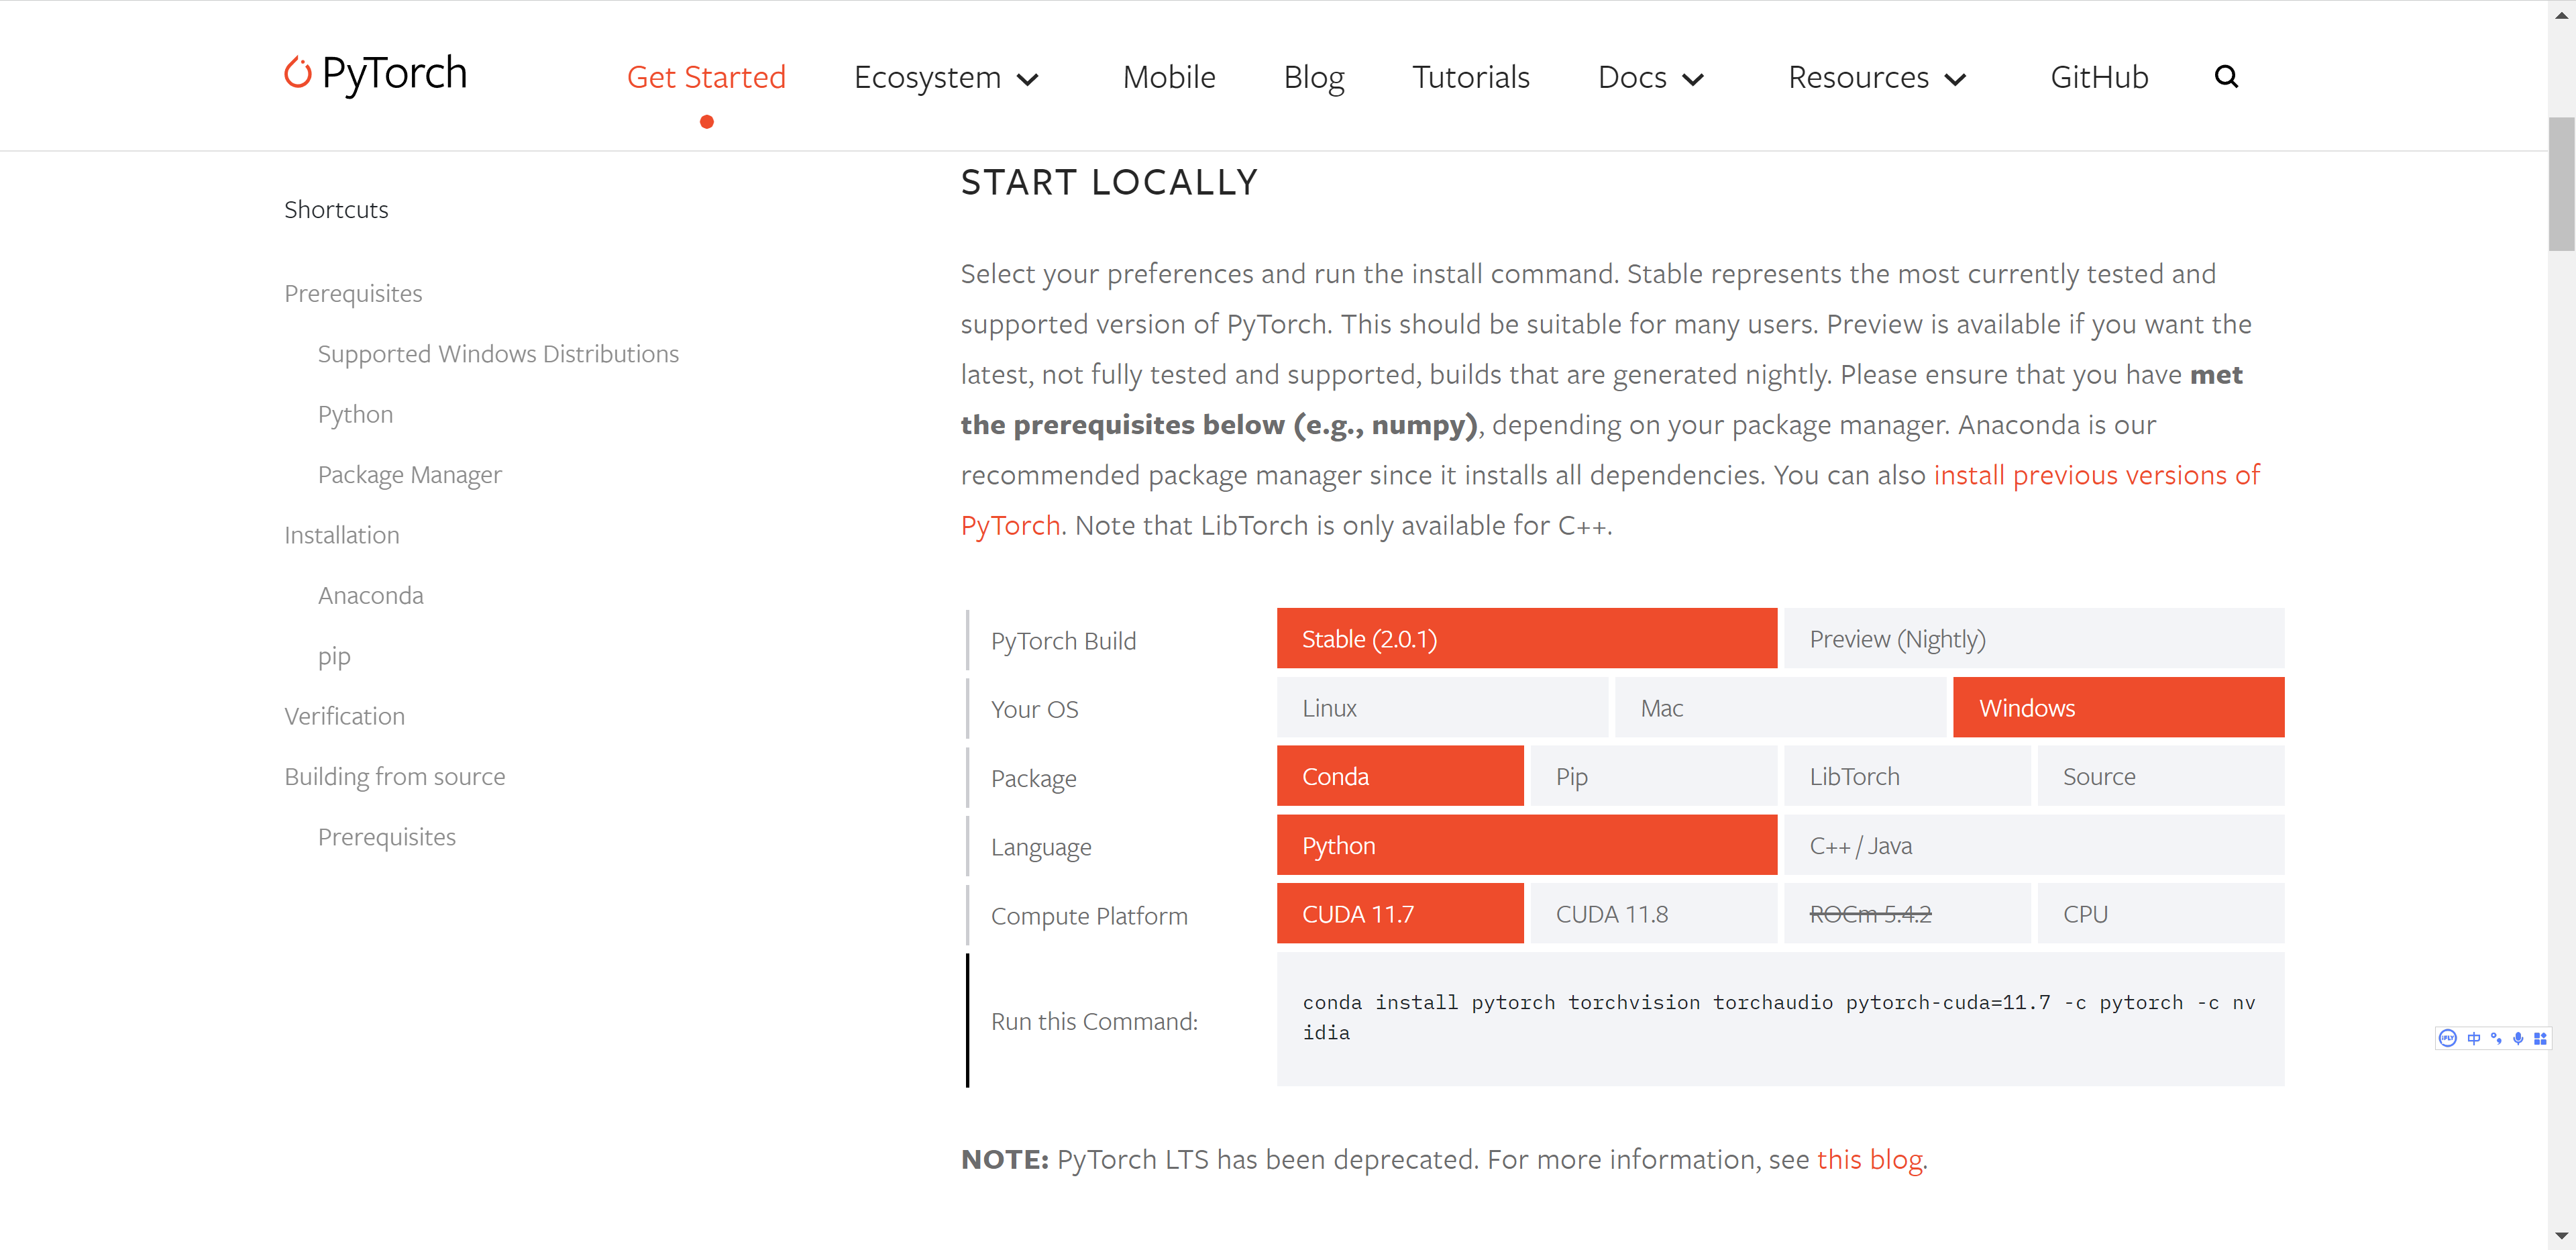 PyTorch
Get Started
Ecosystem
Mobile
Blog
Tutorials
Docs
Resources
GitHub
Shortcuts
Prerequisites
Supported Windows Distributions
Python
Package Manager
Installation
Anaconda
pip
Verification
Building from source
Prerequisites
START LOCALLY
Select your preferences and run the install command. Stable represents the most currently tested and
supported version of PyTorch. This should be suitable for many users. Preview is available if you want the
latest, not fully tested and supported, builds that are generated nightly. Please ensure that you have met
the prerequisites below (e.g., numpy), depending on your package manager. Anaconda is our
recommended package manager since it installs all dependencies. You can also install previous versions of
PyTorch. Note that LibTorch is only available for C++.
PyTorch Build
Stable (2.0.1)
Preview (Nightly)
Your OS
Linux
Mac
Windows
Package
Conda
Pip
LibTorch
Source
Language
Python
C++ / Java
Compute Platform
CUDA 11.7
CUDA 11.8
ROCm 5.4.2
CPU
Run this Command:
conda install pytorch torchvision torchaudio pytorch-cuda=11.7 -c pytorch -c nv
idia
NOTE: PyTorch LTS has been deprecated. For more information, see this blog.
iFLY
中